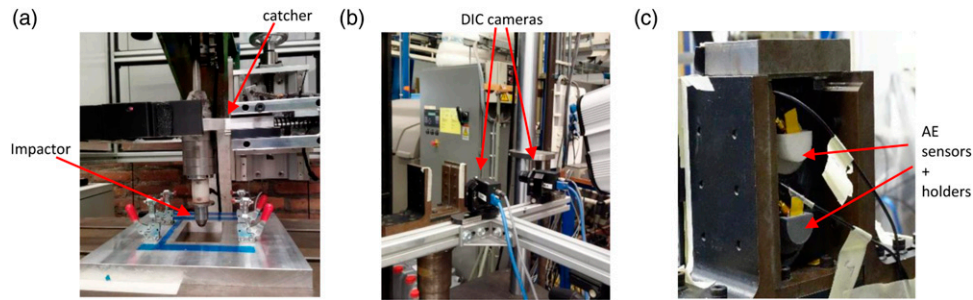 (a)
catcher
Impactor
(b)
DIC cameras
(c)
AE
sensors
+
holders